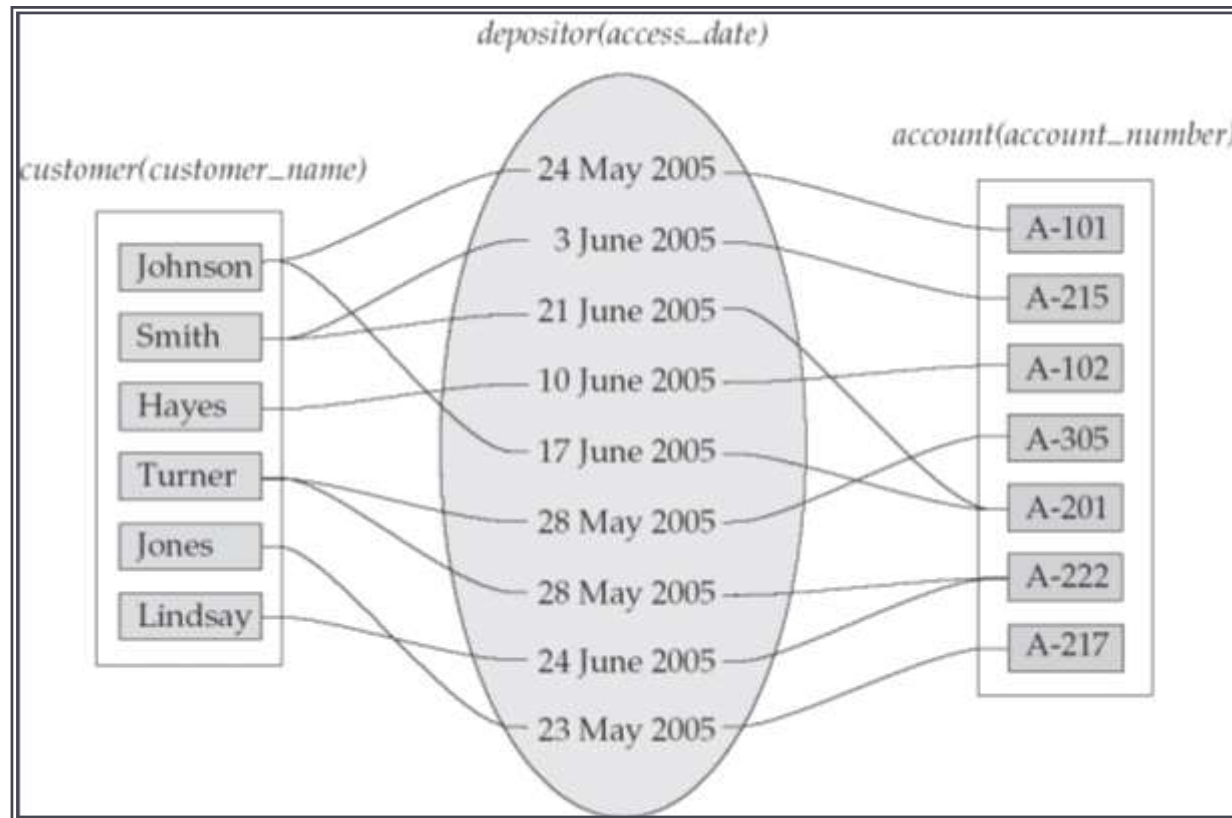 depositor(access_date)
customer(customer_name)
account(account_number)
Johnson
Smith
Hayes
Turner
Jones
Lindsay
24 May 2005
3 June 2005
21 June 2005
10 June 2005
17 June 2005
28 May 2005
28 May 2005
24 June 2005
23 May 2005
A-101
A-215
A-102
A-305
A-201
A-222
A-217